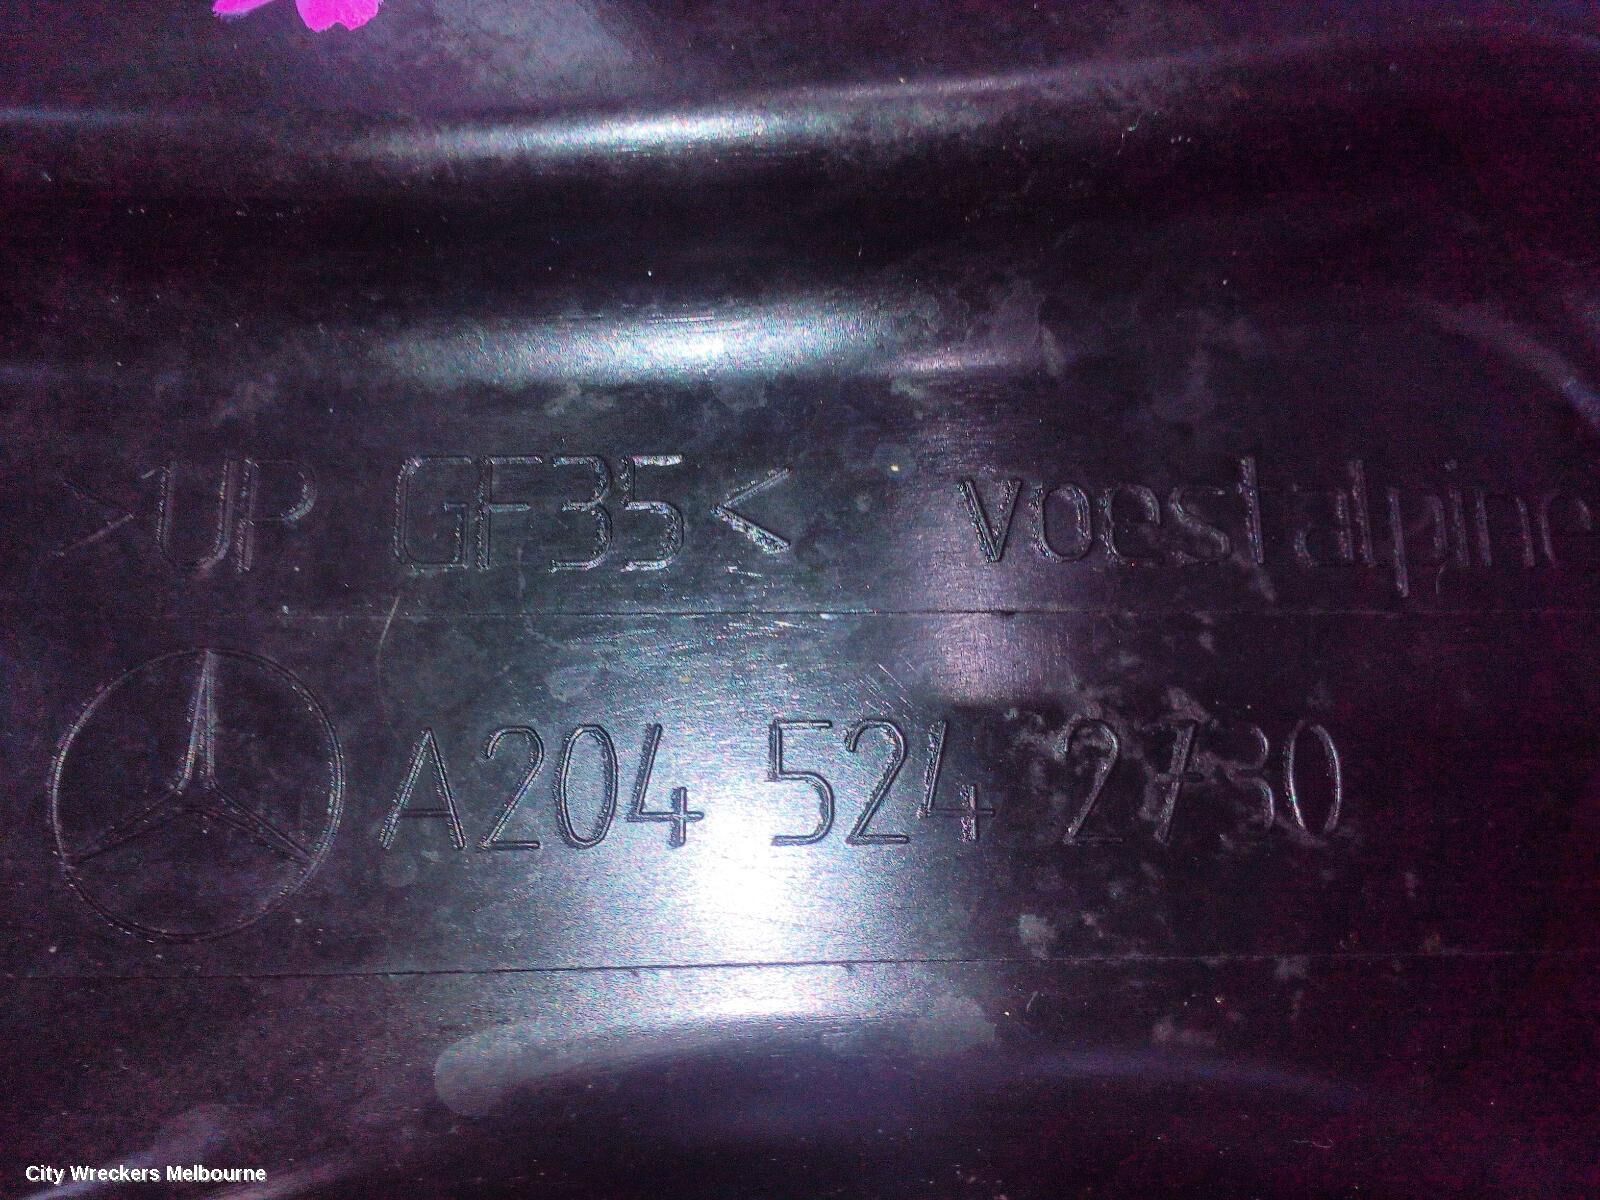 >UP GF35< voestalpine
A204 524 2730
City Wreckers Melbourne